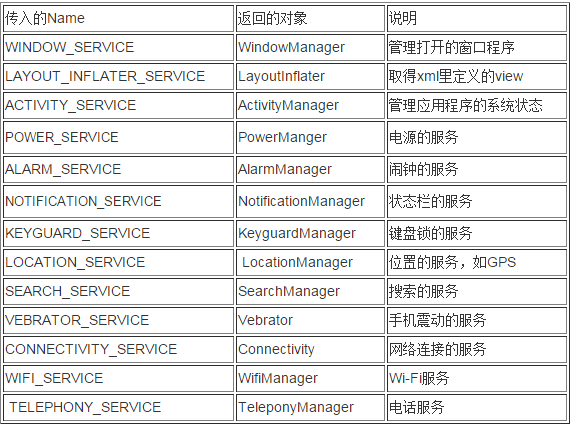 传入的Name 返回的对象 说明
WINDOW_SERVICE WindowManager 管理打开的窗口程序
LAYOUT_INFLATER_SERVICE LayoutInflater 取得xml里定义的view
ACTIVITY_SERVICE ActivityManager 管理应用程序的系统状态
POWER_SERVICE PowerManger 电源的服务
ALARM_SERVICE AlarmManager 闹钟的服务
NOTIFICATION_SERVICE NotificationManager 状态栏的服务
KEYGUARD_SERVICE KeyguardManager 键盘锁的服务
LOCATION_SERVICE LocationManager 位置的服务，如GPS
SEARCH_SERVICE SearchManager 搜索的服务
VEBRATOR_SERVICE Vebrator 手机震动的服务
CONNECTIVITY_SERVICE Connectivity 网络连接的服务
WIFI_SERVICE WifiManager Wi-Fi服务
TELEPHONY_SERVICE TeleponyManager 电话服务